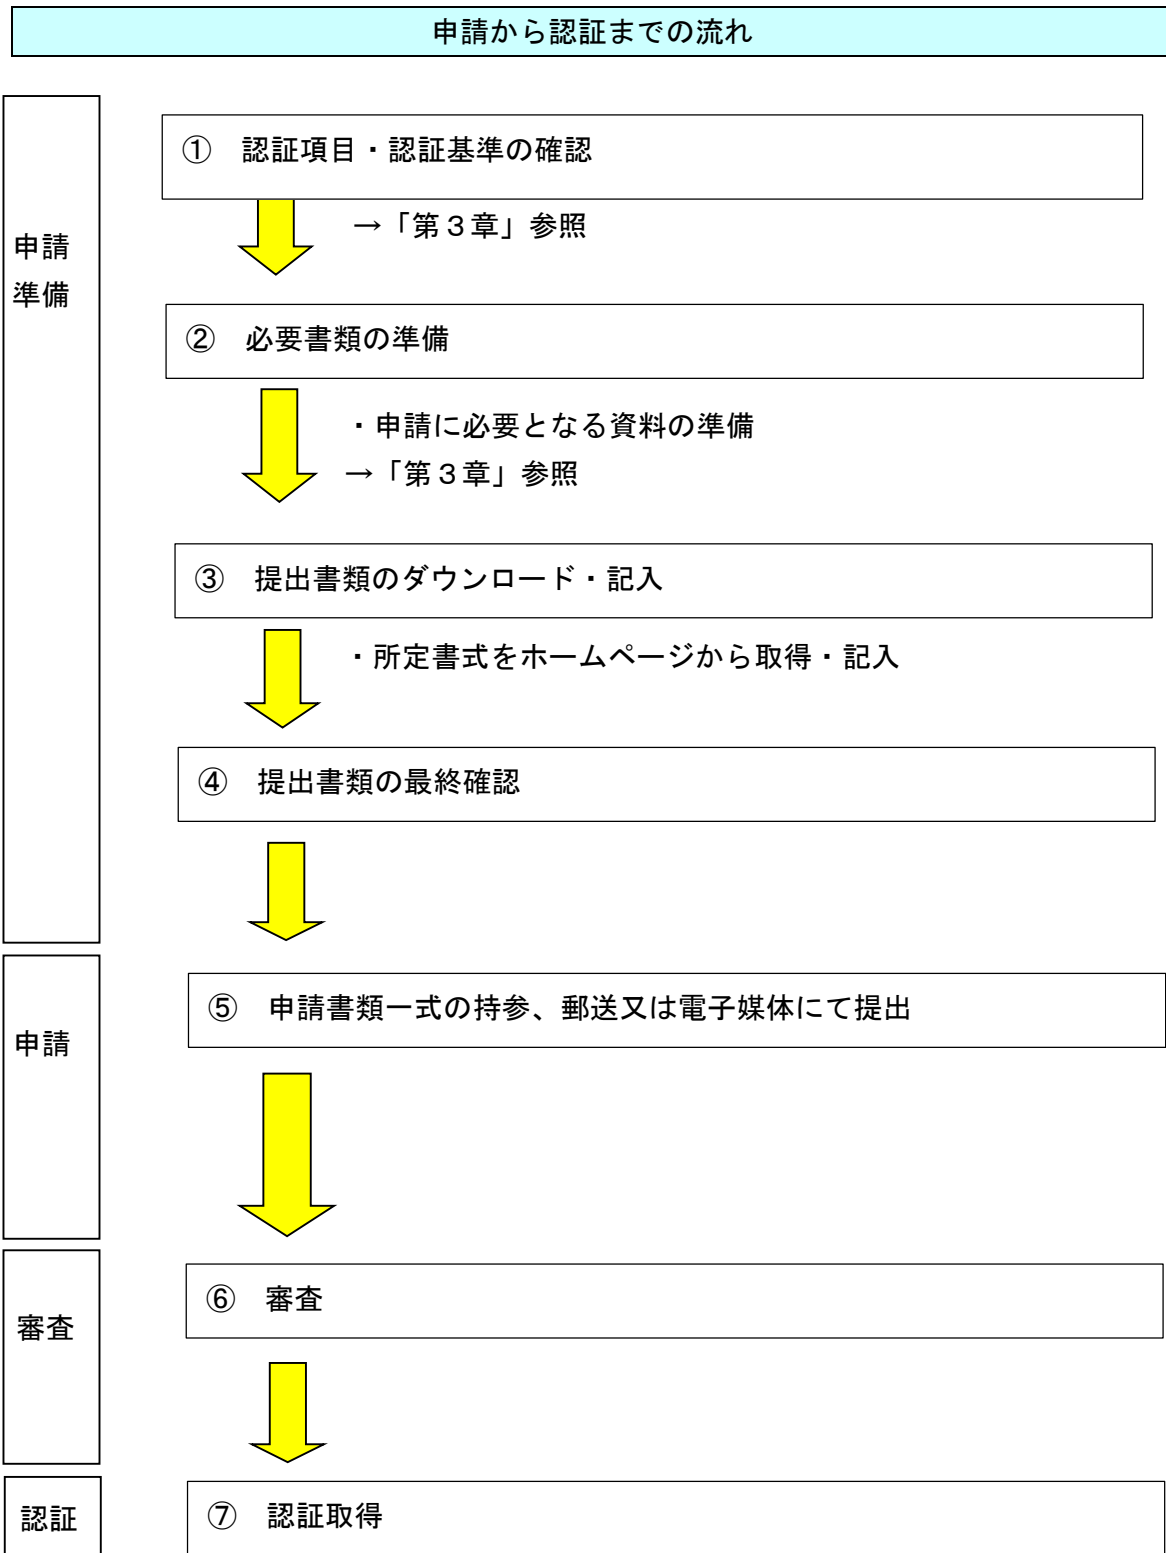 申請から認証までの流れ
申請
準備
① 認証項目・認証基準の確認
→「第3章」参照
② 必要書類の準備
・申請に必要となる資料の準備
→「第3章」参照
③ 提出書類のダウンロード・記入
・所定書式をホームページから取得・記入
④ 提出書類の最終確認
申請
⑤ 申請書類一式の持参、郵送又は電子媒体にて提出
審査
⑥ 審査
認証
⑦ 認証取得